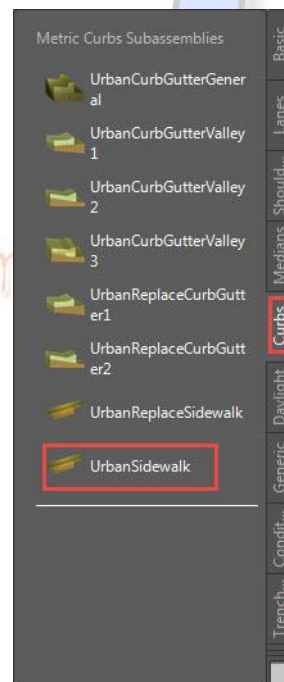 Metric Curbs Subassemblies
UrbanCurbGutterGener
al
UrbanCurbGutterValley
1
UrbanCurbGutterValley
2
UrbanCurbGutterValley
3
UrbanReplaceCurbGutt
er1
UrbanReplaceCurbGutt
er2
UrbanReplaceSidewalk
UrbanSidewalk
Basic
Lanes
Should...
Medians
Curbs
Daylight
Generic
Condit...
Trench...